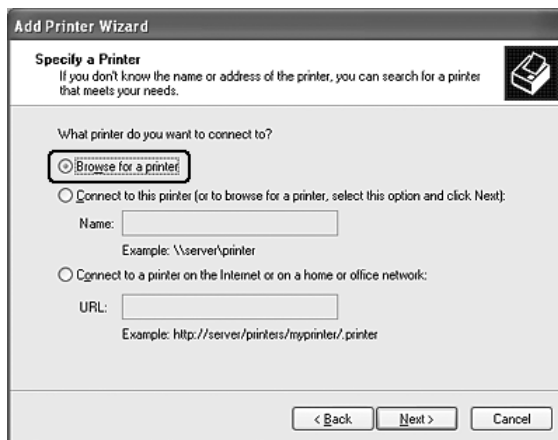 Add Printer Wizard
Specify a Printer
If you don't know the name or address of the printer, you can search for a printer
that meets your needs.
What printer do you want to connect to?
Browse for a printer
Connect to this printer (or to browse for a printer, select this option and click Next):
Name:
Example: \\server\printer
Connect to a printer on the Internet or on a home or office network:
URL:
Example: http://server/printers/myprinter/.printer
< Back
Next >
Cancel